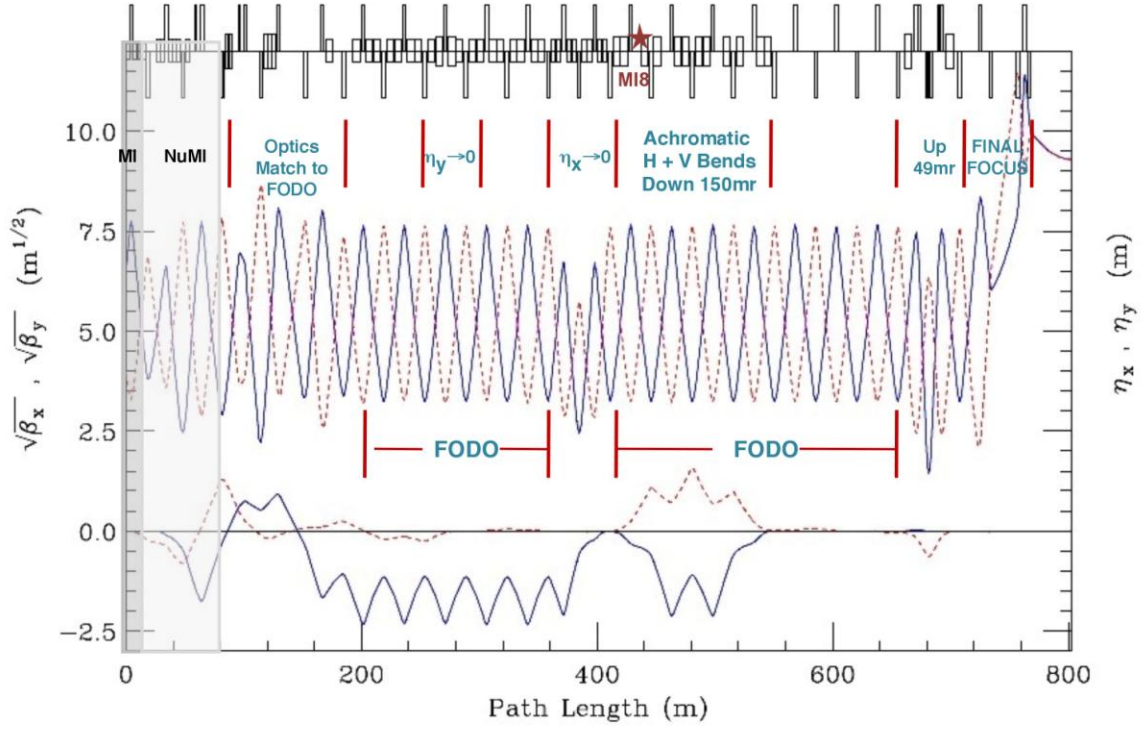 MI8
10.0
7.5
5.0
2.5
0.0
−2.5
√βx , √βy (m^1/2)
ηx , ηy (m)
MI
NuMI
Optics
Match to
FODO
ηy→0
ηx→0
Achromatic
H + V Bends
Down 150mr
Up
49mr
FINAL
FOCUS
FODO
FODO
0
200
400
600
800
Path Length (m)